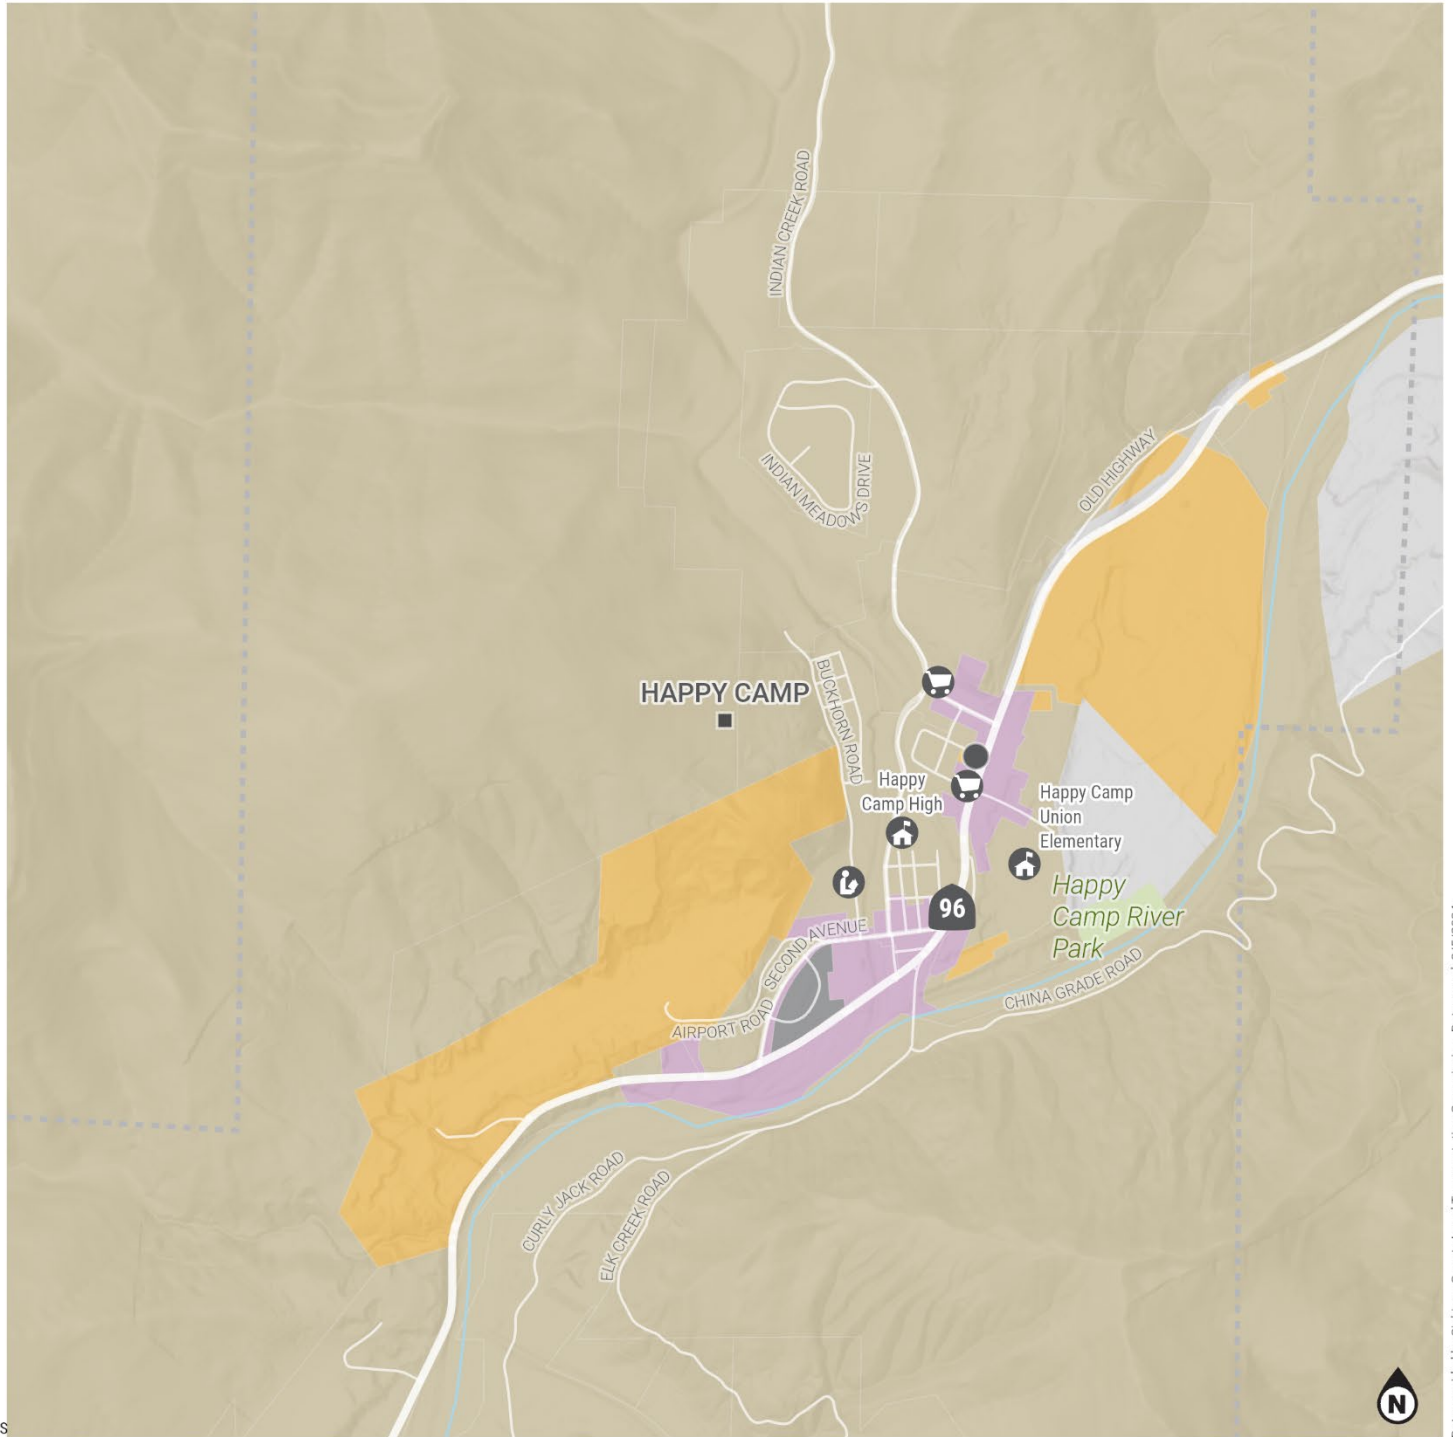 INDIAN CREEK ROAD
OLD HIGHWAY
INDIAN MEADOWS DRIVE
HAPPY CAMP
BUCKHORN ROAD
Happy
Camp High
Happy Camp
Union
Elementary
96
Happy
Camp River
Park
SECOND AVENUE
AIRPORT ROAD
CHINA GRADE ROAD
CURLY JACK ROAD
ELK CREEK ROAD
N
S